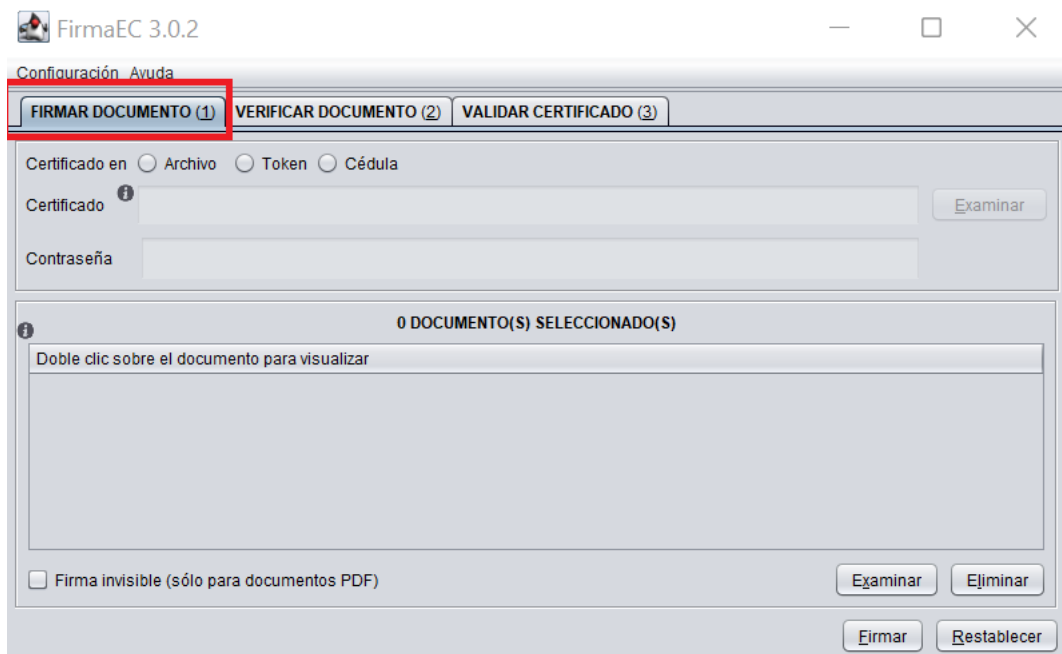 FirmaEC 3.0.2
Configuración Ayuda
FIRMAR DOCUMENTO (1) VERIFICAR DOCUMENTO (2) VALIDAR CERTIFICADO (3)
Certificado en Archivo Token Cédula
Certificado Examinar
Contraseña
0 DOCUMENTO(S) SELECCIONADO(S)
Doble clic sobre el documento para visualizar
Firma invisible (sólo para documentos PDF) Examinar Eliminar
Firmar Restablecer